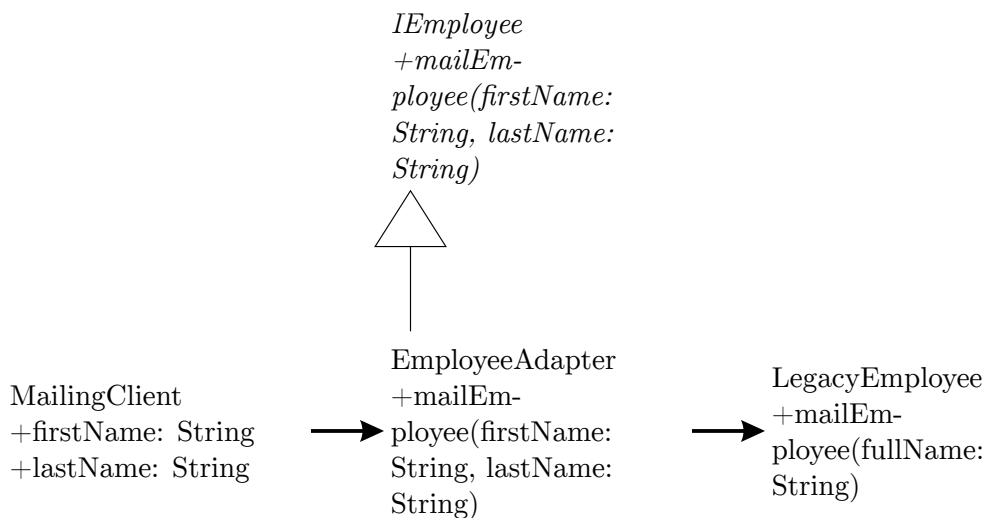 IEmployee
+mailEm-
ployee(firstName:
String, lastName:
String)
MailingClient
+firstName: String
+lastName: String
EmployeeAdapter
+mailEm-
ployee(firstName:
String, lastName:
String)
LegacyEmployee
+mailEm-
ployee(fullName:
String)